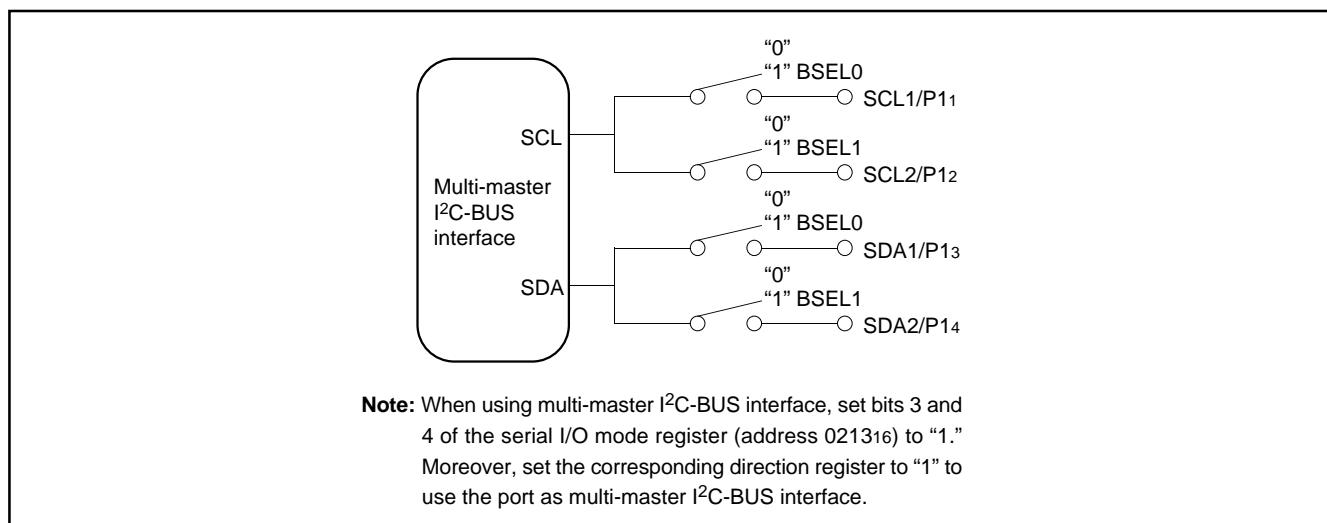 “0”
“1” BSEL0
SCL1/P11
SCL
“0”
“1” BSEL1
SCL2/P12
Multi-master
I2C-BUS
interface
“0”
“1” BSEL0
SDA1/P13
SDA
“0”
“1” BSEL1
SDA2/P14
Note: When using multi-master I2C-BUS interface, set bits 3 and
4 of the serial I/O mode register (address 021316) to “1.”
Moreover, set the corresponding direction register to “1” to
use the port as multi-master I2C-BUS interface.